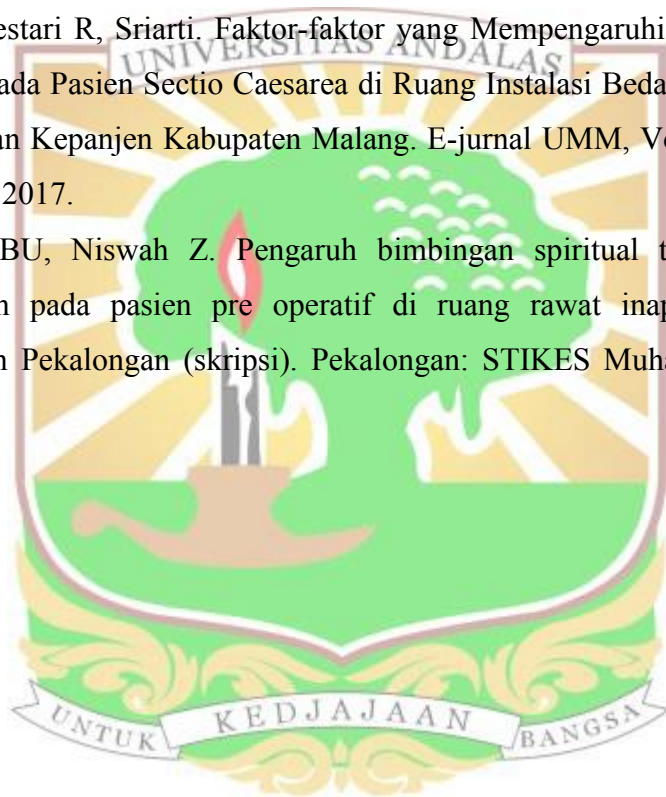 estari R, Sriarti. Faktor-faktor yang Mempengaruhi
UNIVERSITAS ANDALAS
ada Pasien Sectio Caesarea di Ruang Instalasi Beda
an Kepanjen Kabupaten Malang. E-jurnal UMM, V
2017.
BU, Niswah Z. Pengaruh bimbingan spiritual t
n pada pasien pre operatif di ruang rawat inap
n Pekalongan (skripsi). Pekalongan: STIKES Muha
UNTUK KEDJAJAAN BANGSA